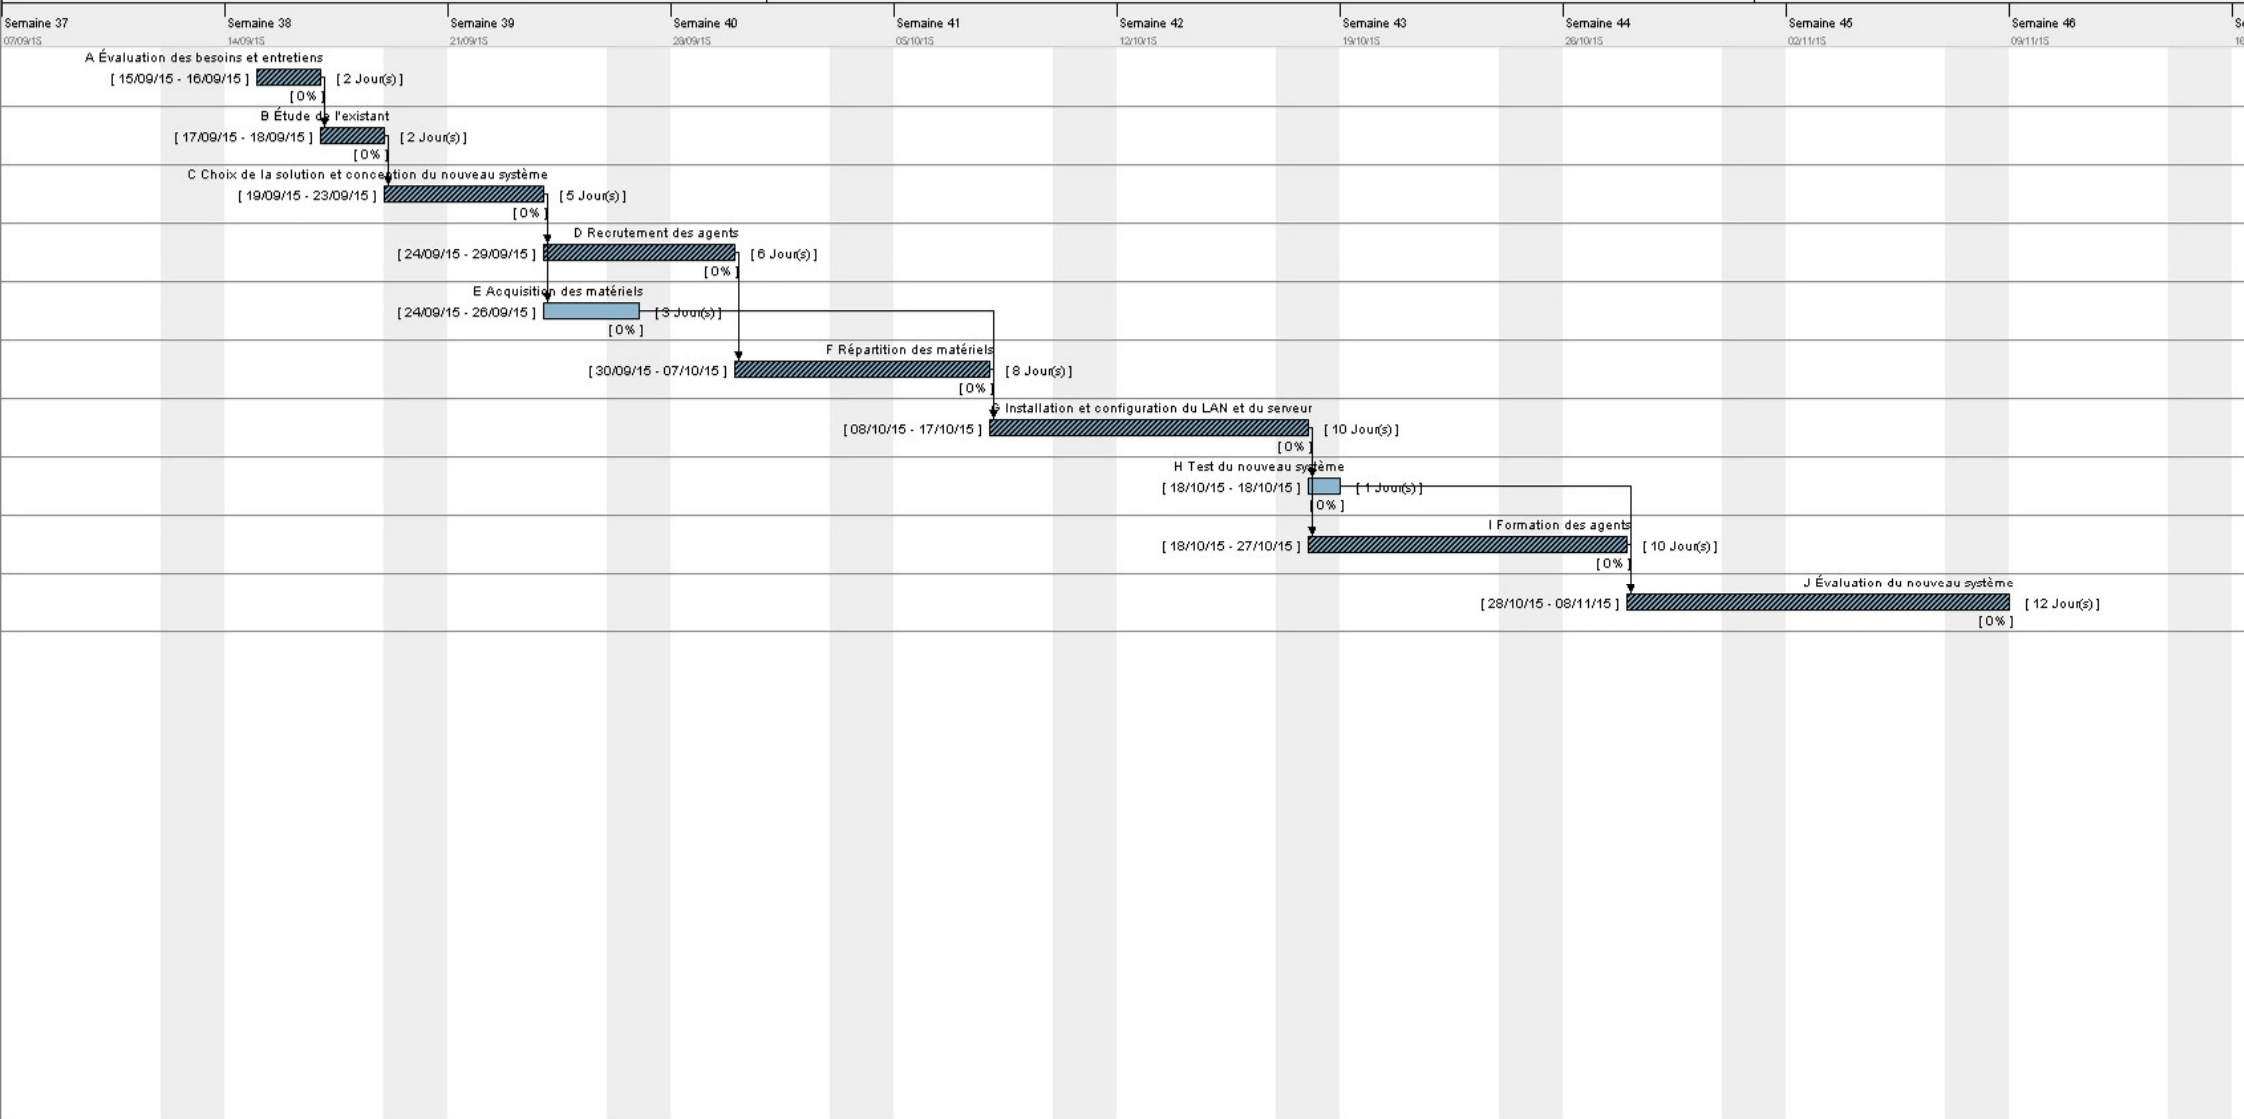 Semaine 37 Semaine 38 Semaine 39 Semaine 40 Semaine 41 Semaine 42 Semaine 43 Semaine 44 Semaine 45 Semaine 46
07/09/15 14/09/15 21/09/15 28/09/15 05/10/15 12/10/15 19/10/15 26/10/15 02/11/15 09/11/15
A Évaluation des besoins et entretiens
[ 15/09/15 - 16/09/15 ] [ 2 Jour(s) ]
[ 0% ]
B Étude de l'existant
[ 17/09/15 - 18/09/15 ] [ 2 Jour(s) ]
[ 0% ]
C Choix de la solution et conception du nouveau système
[ 19/09/15 - 23/09/15 ] [ 5 Jour(s) ]
[ 0% ]
D Recrutement des agents
[ 24/09/15 - 29/09/15 ] [ 6 Jour(s) ]
[ 0% ]
E Acquisition des matériels
[ 24/09/15 - 26/09/15 ] [ 3 Jour(s) ]
[ 0% ]
F Répartition des matériels
[ 30/09/15 - 07/10/15 ] [ 8 Jour(s) ]
[ 0% ]
G Installation et configuration du LAN et du serveur
[ 08/10/15 - 17/10/15 ] [ 10 Jour(s) ]
[ 0% ]
H Test du nouveau système
[ 18/10/15 - 18/10/15 ] [ 1 Jour(s) ]
[ 0% ]
I Formation des agents
[ 18/10/15 - 27/10/15 ] [ 10 Jour(s) ]
[ 0% ]
J Évaluation du nouveau système
[ 28/10/15 - 08/11/15 ] [ 12 Jour(s) ]
[ 0% ]